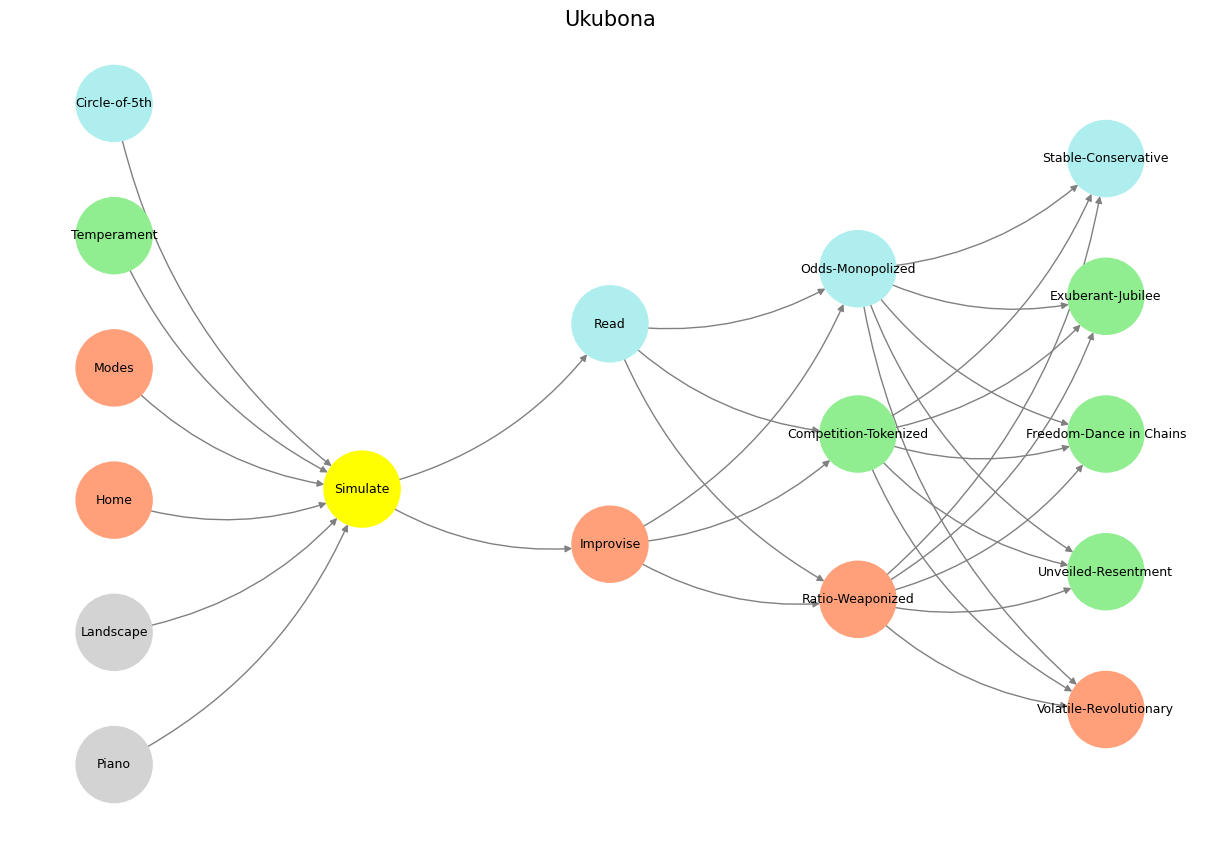 Ukubona
Circle-of-5th
Temperament
Modes
Home
Landscape
Piano
Simulate
Read
Improvise
Odds-Monopolized
Competition-Tokenized
Ratio-Weaponized
Stable-Conservative
Exuberant-Jubilee
Freedom-Dance in Chains
Unveiled-Resentment
Volatile-Revolutionary